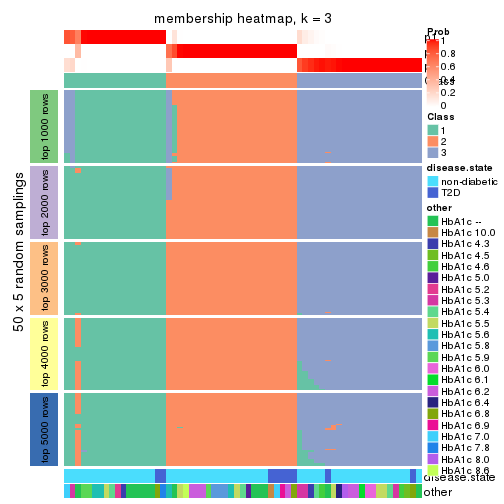 membership heatmap, k = 3
50 x 5 random samplings
top 1000 rows
top 2000 rows
top 3000 rows
top 4000 rows
top 5000 rows
p1
Prob
1
0.8
0.6
0.4
0.2
0
Class
1
2
3
disease.state
non-diabetic
T2D
other
HbA1c --
HbA1c 10.0
HbA1c 4.3
HbA1c 4.5
HbA1c 4.6
HbA1c 5.0
HbA1c 5.2
HbA1c 5.3
HbA1c 5.4
HbA1c 5.5
HbA1c 5.6
HbA1c 5.8
HbA1c 5.9
HbA1c 6.0
HbA1c 6.1
HbA1c 6.2
HbA1c 6.4
HbA1c 6.8
HbA1c 6.9
HbA1c 7.0
HbA1c 7.8
HbA1c 8.0
HbA1c 8.6
disease.state
other